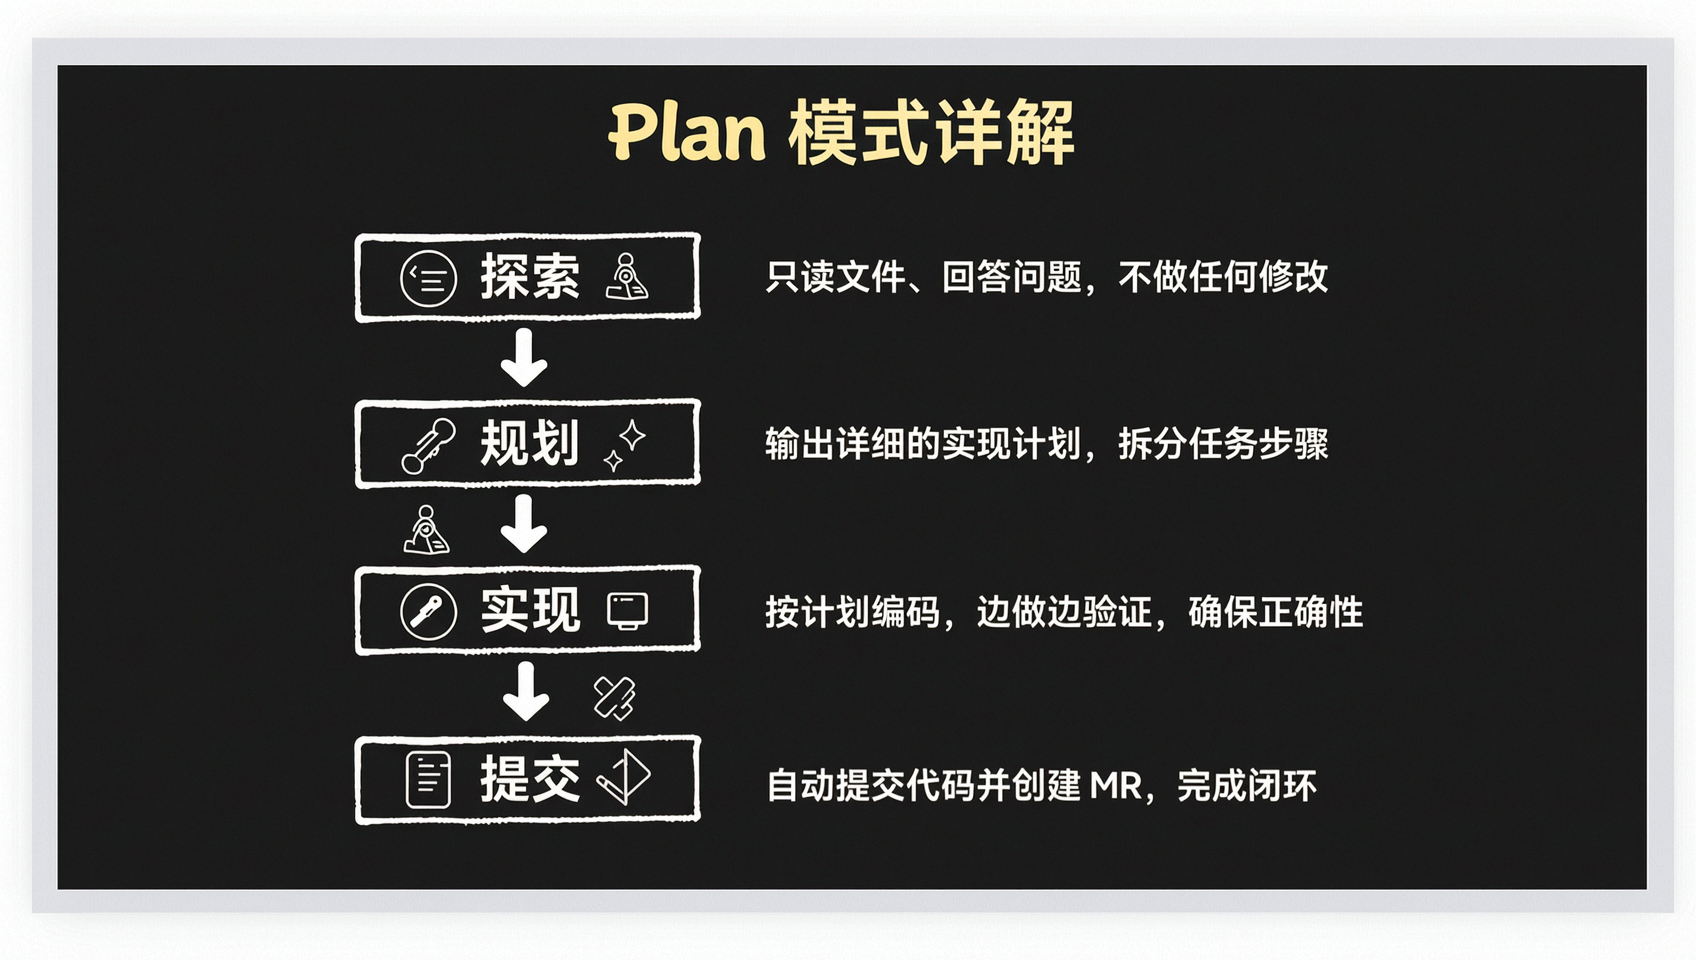 Plan 模式详解
探索
只读文件、回答问题，不做任何修改
规划
输出详细的实现计划，拆分任务步骤
实现
按计划编码，边做边验证，确保正确性
提交
自动提交代码并创建 MR，完成闭环